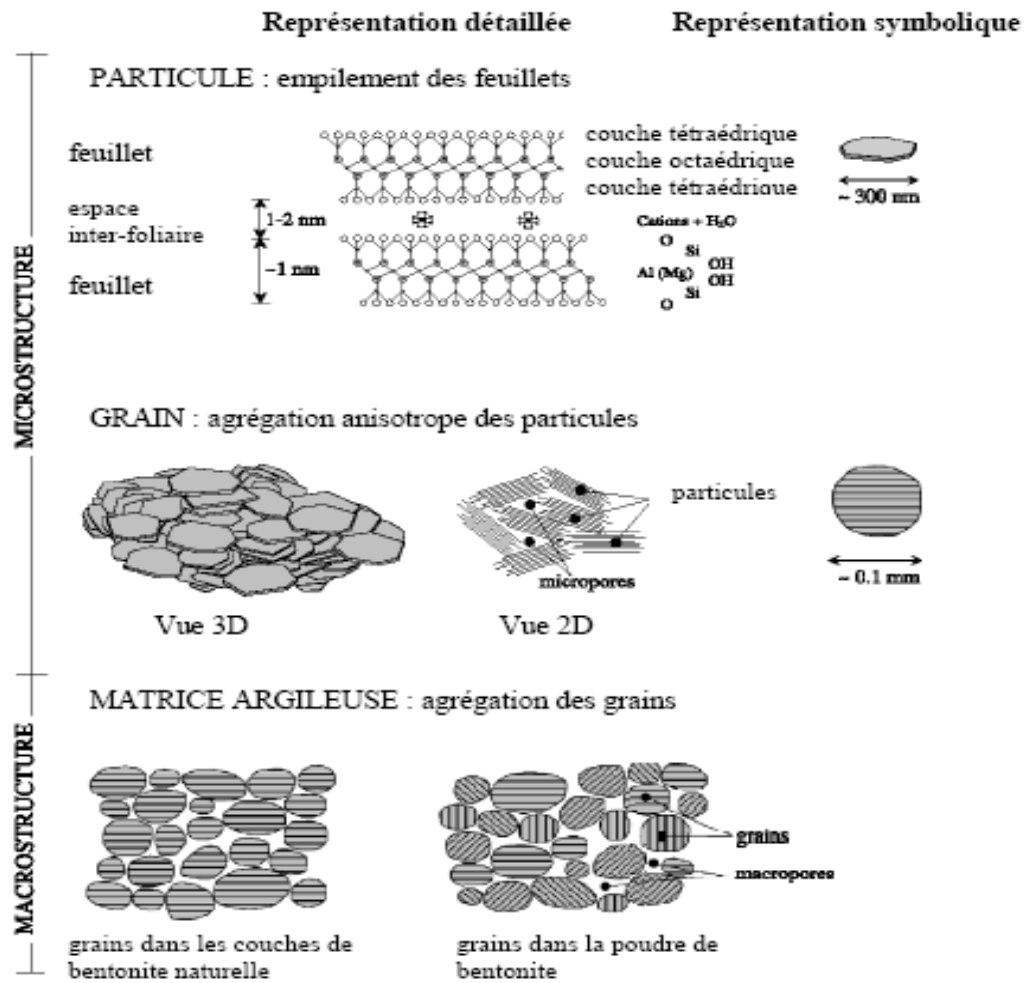 Représentation détaillée Représentation symbolique
PARTICULE : empilement des feuillets
feuillet
couche tétraédrique
couche octaédrique
couche tétraédrique
~ 300 nm
espace
inter-foliaire
1-2 nm
Cations + H₂O
O
Si
~1 nm
Al (Mg)
OH
OH
Si
O
feuillet
MICROSTRUCTURE
GRAIN : agrégation anisotrope des particules
particules
micropores
~ 0.1 mm
Vue 3D
Vue 2D
MATRICE ARGILEUSE : agrégation des grains
MACROSTRUCTURE
grains
macropores
grains dans les couches de
bentonite naturelle
grains dans la poudre de
bentonite